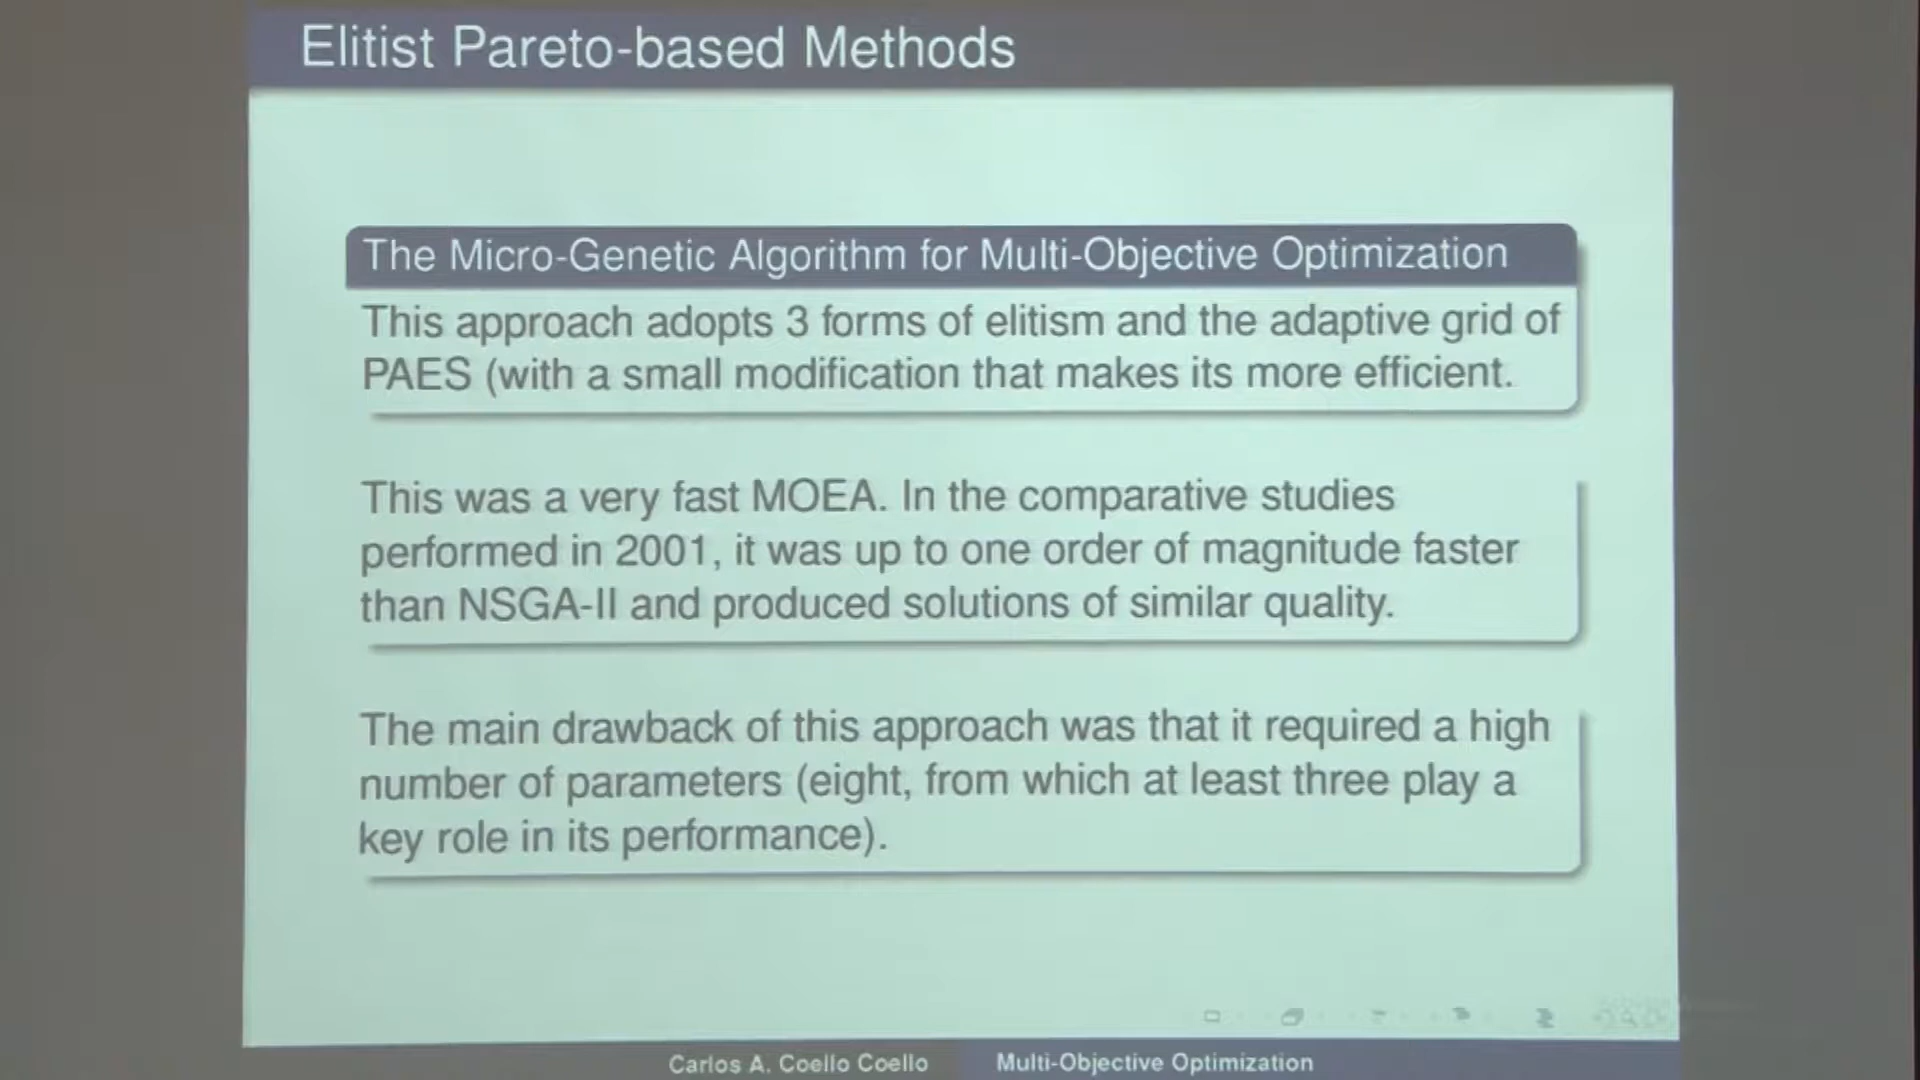 Elitist Pareto-based Methods
The Micro-Genetic Algorithm for Multi-Objective Optimization
This approach adopts 3 forms of elitism and the adaptive grid of
PAES (with a small modification that makes its more efficient.
This was a very fast MOEA. In the comparative studies
performed in 2001, it was up to one order of magnitude faster
than NSGA-II and produced solutions of similar quality.
The main drawback of this approach was that it required a high
number of parameters (eight, from which at least three play a
key role in its performance).
Carlos A. Coello Coello Multi-Objective Optimization